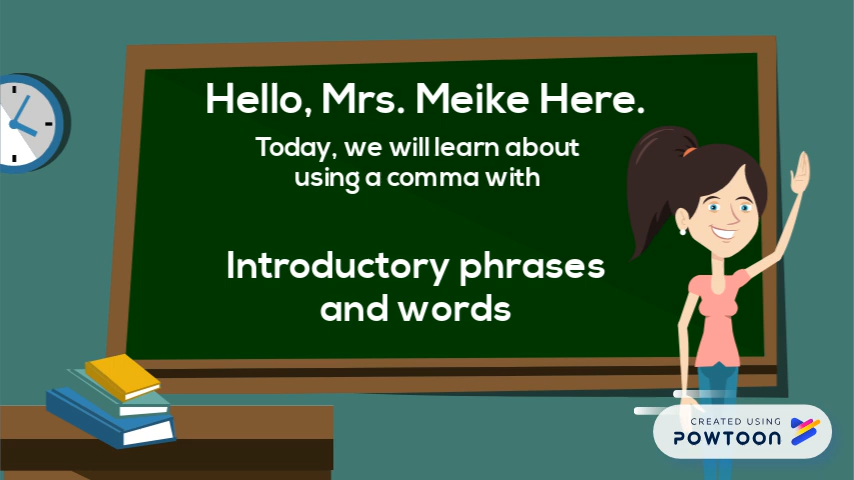 Hello, Mrs. Meike Here.
Today, we will learn about
using a comma with
Introductory phrases
and words
CREATED USING
POWTOON